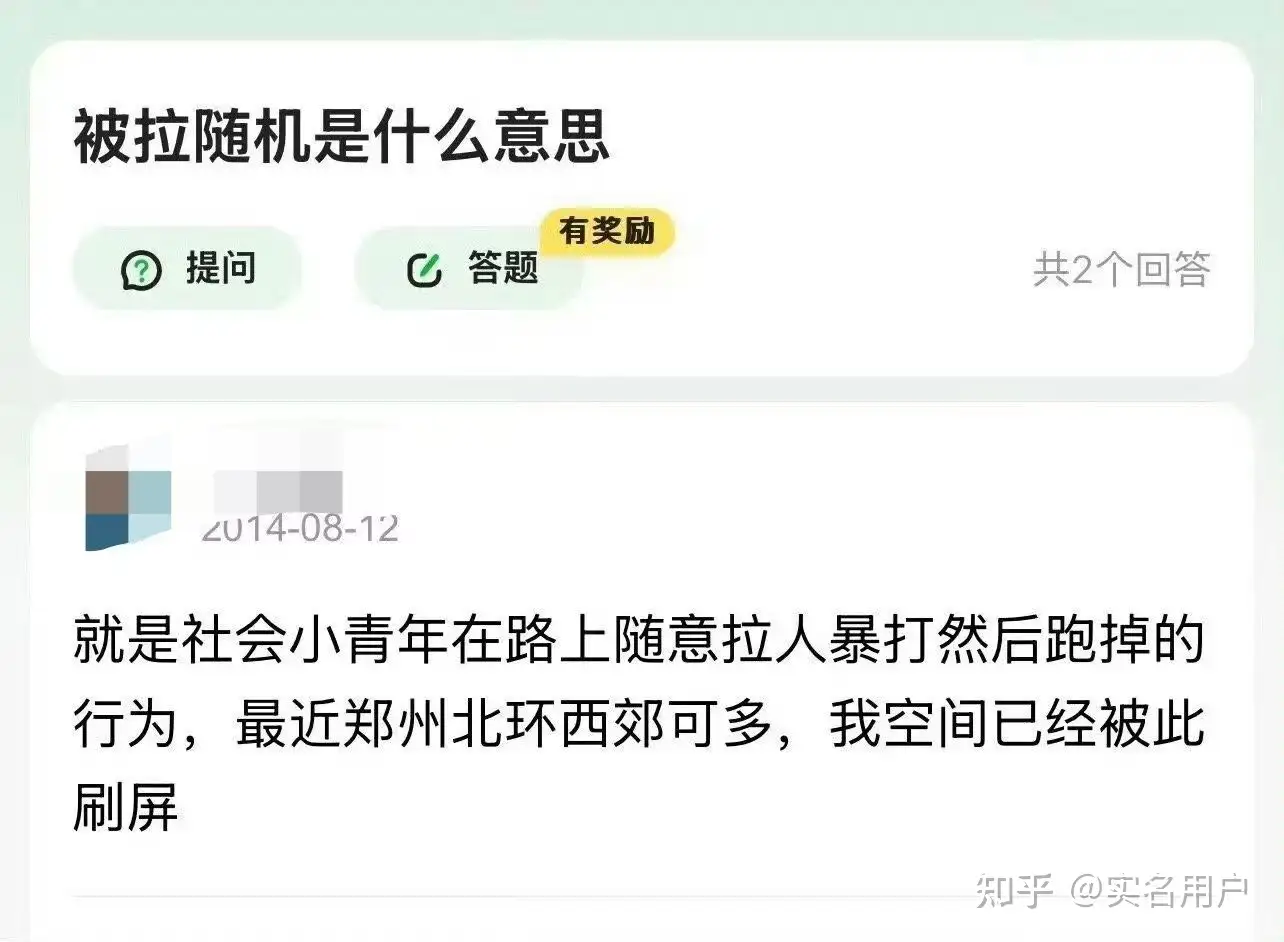 被拉随机是什么意思
有奖励
提问
答题
共2个回答
2014-08-12
就是社会小青年在路上随意拉人暴打然后跑掉的
行为，最近郑州北环西郊可多，我空间已经被此
刷屏
知乎 @实名用户